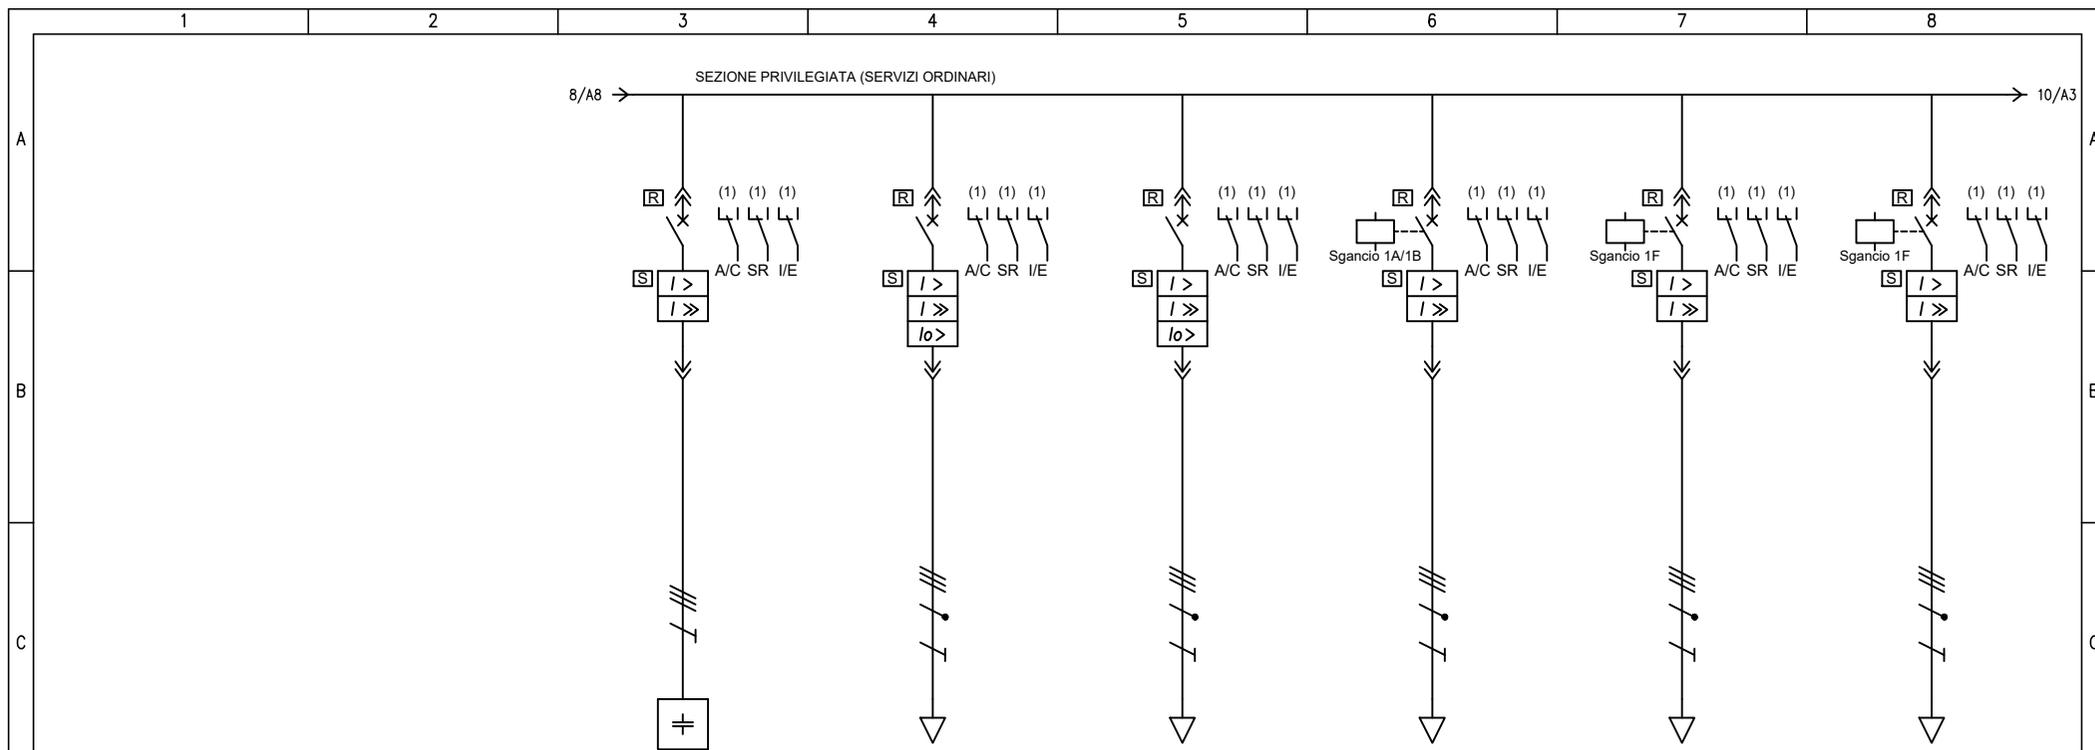 1 2 3 4 5 6 7 8
SEZIONE PRIVILEGIATA (SERVIZI ORDINARI)
8/A8 10/A3
A A
R (1) (1) (1) R (1) (1) (1) R (1) (1) (1) R (1) (1) (1) R (1) (1) (1) R (1) (1) (1)
Sgancio 1A/1B Sgancio 1F Sgancio 1F
A/C SR I/E A/C SR I/E A/C SR I/E A/C SR I/E A/C SR I/E A/C SR I/E
S I > S I > S I > S I > S I > S I >
I >> I >> I >> I >> I >> I >>
Io> Io>
B B
C C